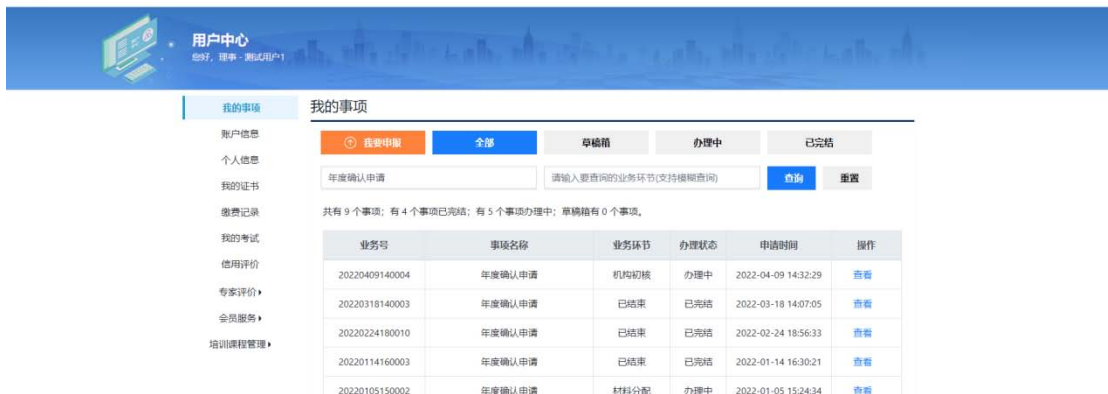 用户中心
您好，理事 - 测试用户1
我的事项
账户信息
个人信息
我的证书
缴费记录
我的考试
信用评价
专家评价
会员服务
培训课程管理
我的事项
我要申报 全部 草稿箱 办理中 已完结
年度确认申请 请输入要查询的业务环节(支持模糊查询) 查询 重置
共有 9 个事项；有 4 个事项已完结；有 5 个事项办理中；草稿箱有 0 个事项。
业务号 事项名称 业务环节 办理状态 申请时间 操作
20220409140004 年度确认申请 机构初核 办理中 2022-04-09 14:32:29 查看
20220318140003 年度确认申请 已结束 已完结 2022-03-18 14:07:05 查看
20220224180010 年度确认申请 已结束 已完结 2022-02-24 18:56:33 查看
20220114160003 年度确认申请 已结束 已完结 2022-01-14 16:30:21 查看
20220105150002 年度确认申请 材料分配 办理中 2022-01-05 15:24:34 查看